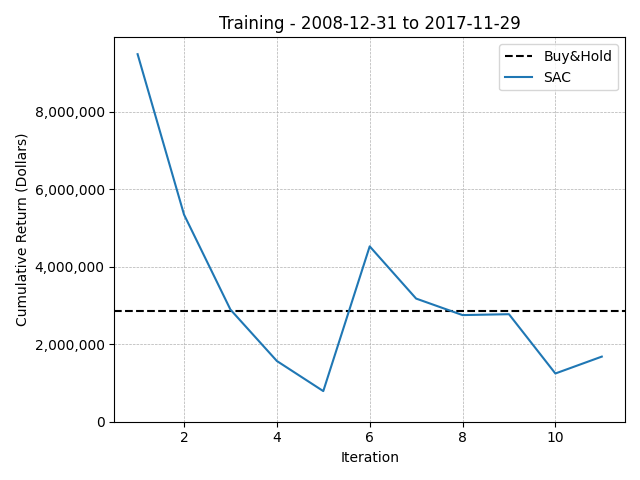 Training - 2008-12-31 to 2017-11-29
Buy&Hold
SAC
Cumulative Return (Dollars)
8,000,000
6,000,000
4,000,000
2,000,000
0
2 4 6 8 10
Iteration